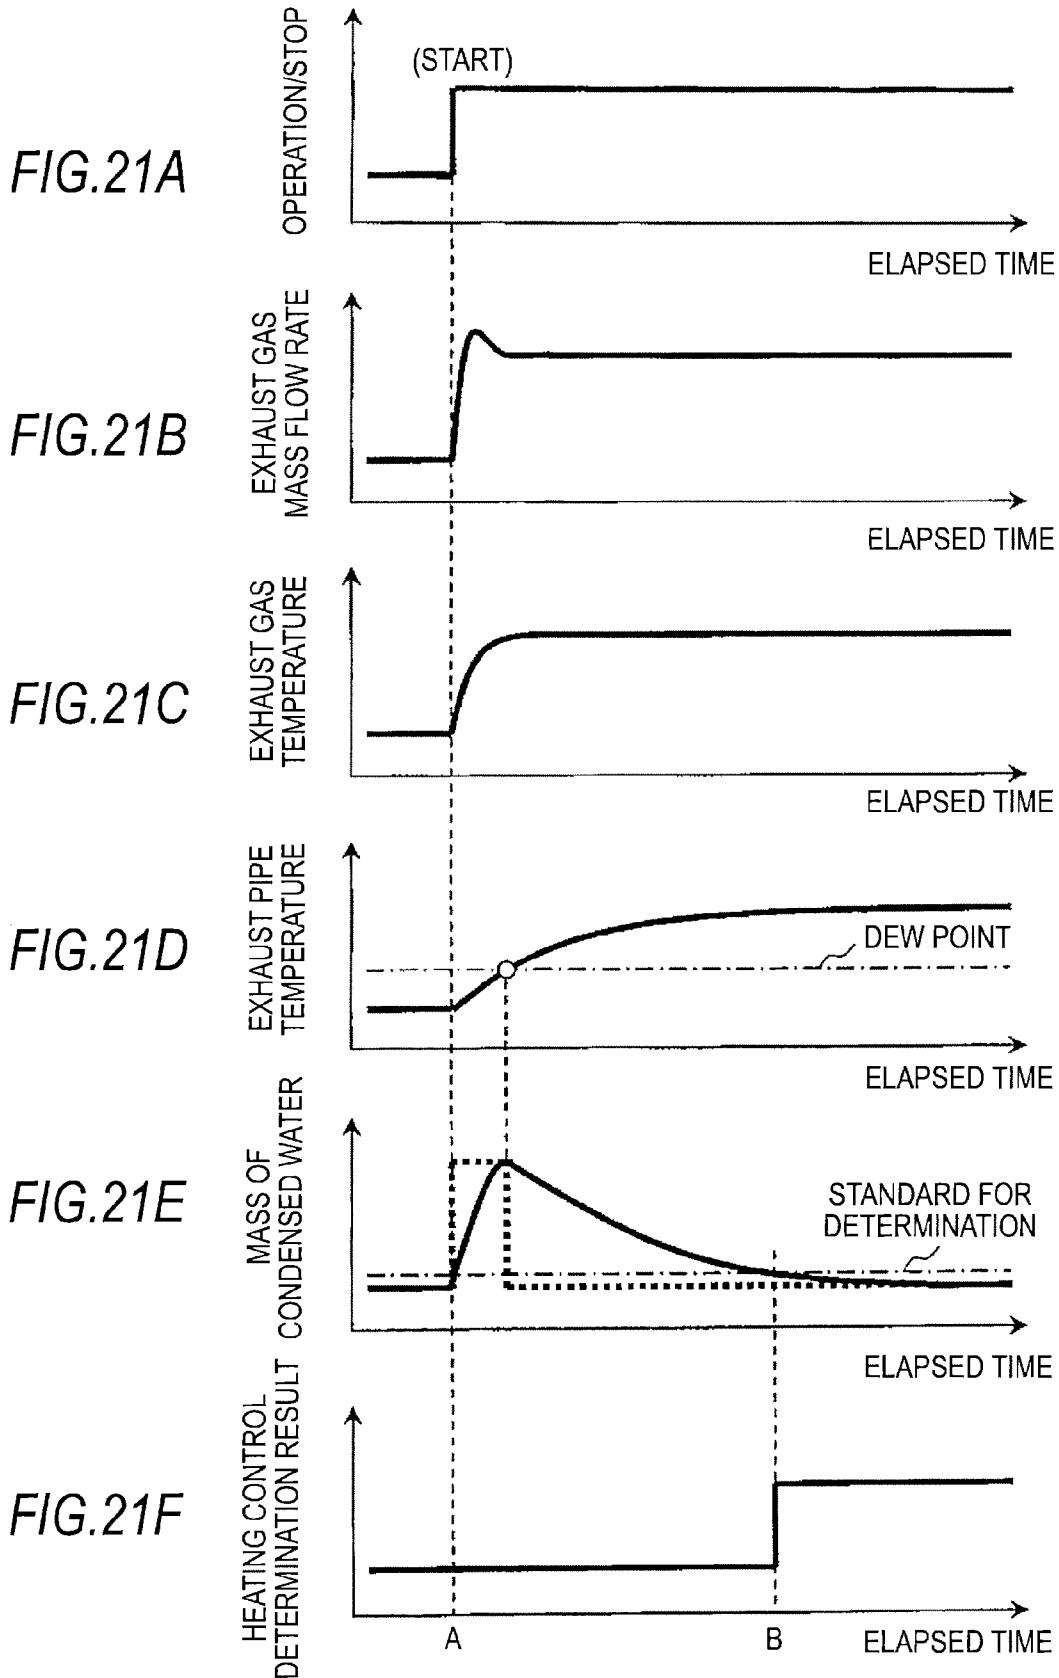 FIG.21A
OPERATION/STOP
(START)
ELAPSED TIME
FIG.21B
EXHAUST GAS
MASS FLOW RATE
ELAPSED TIME
FIG.21C
EXHAUST GAS
TEMPERATURE
ELAPSED TIME
FIG.21D
EXHAUST PIPE
TEMPERATURE
DEW POINT
ELAPSED TIME
FIG.21E
MASS OF
CONDENSED WATER
STANDARD FOR
DETERMINATION
ELAPSED TIME
FIG.21F
HEATING CONTROL
DETERMINATION RESULT
A
B
ELAPSED TIME